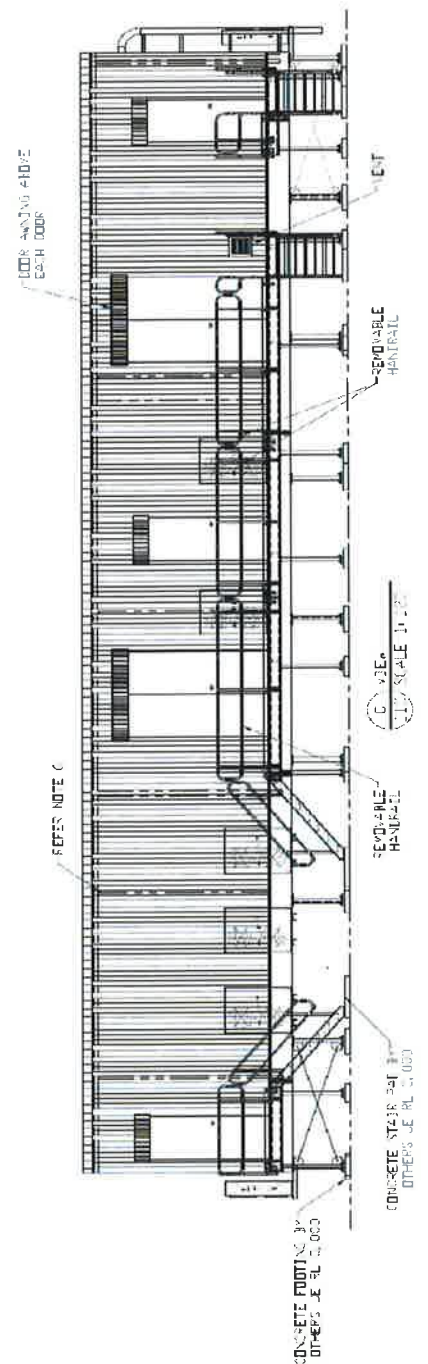 DOOR AWNING ABOVE
EACH DOOR
REFER NOTE 6
VENT
REMOVABLE
HANDRAIL
C VIEW
SCALE
REMOVABLE
HANDRAIL
CONCRETE STAIR PAD BY
OTHERS
CONCRETE FOOTING BY
OTHERS